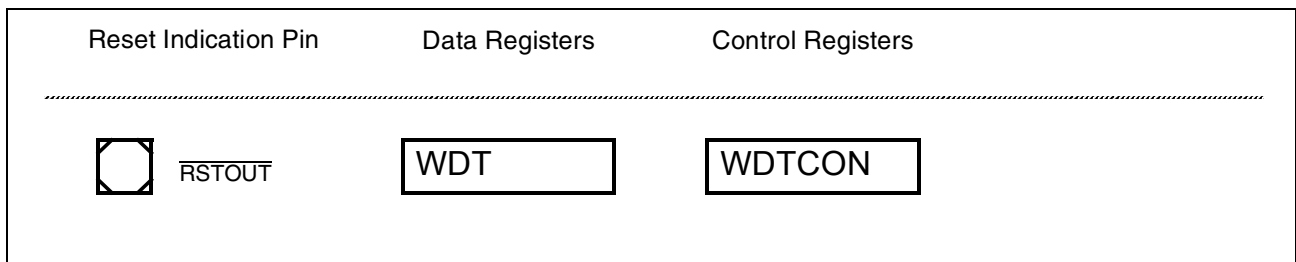 Reset Indication Pin Data Registers Control Registers
RSTOUT WDT WDTCON